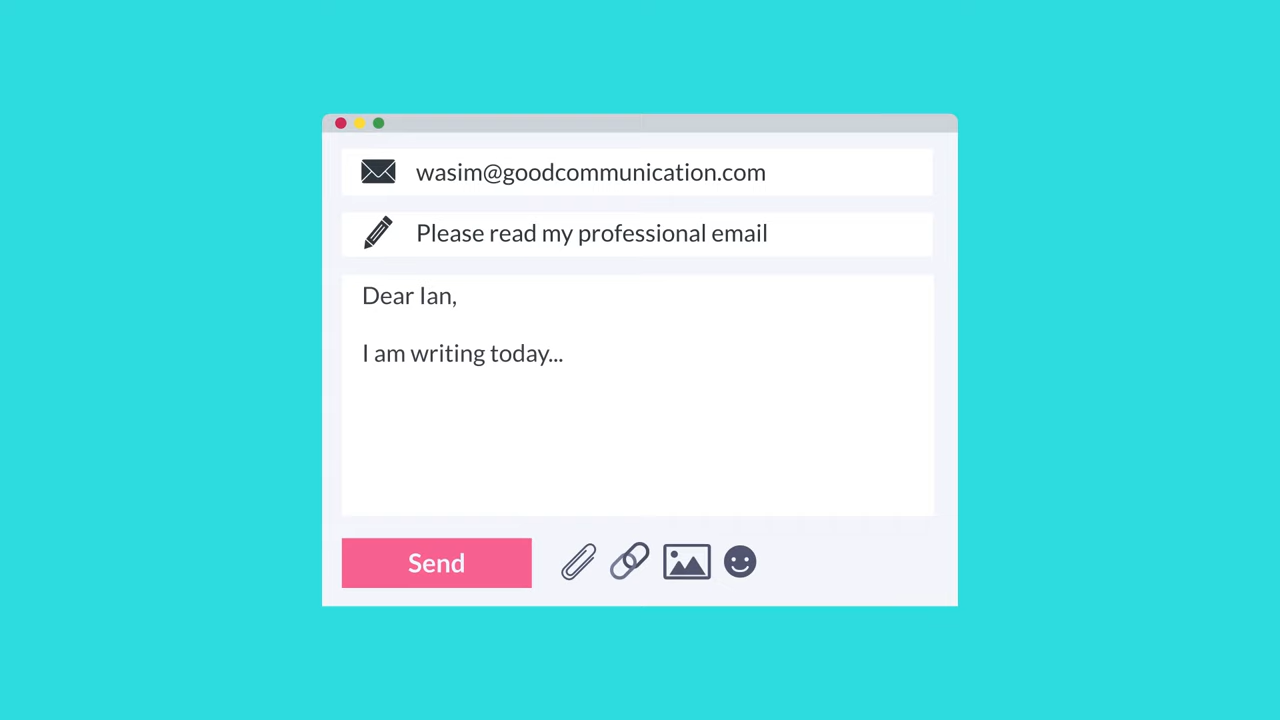 wasim@goodcommunication.com
Please read my professional email
Dear Ian,
I am writing today...
Send